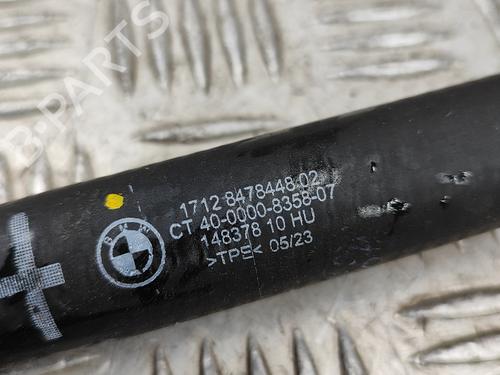 B-PARTS
BMW
1712 8478448-02
CT 40-0000-8358-07
148378 10 HU
>TPE< 05/23